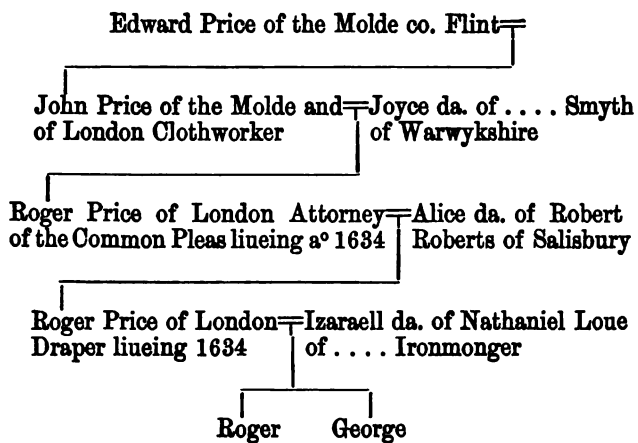 Edward Price of the Molde co. Flint
John Price of the Molde and
of London Clothworker
Joyce da. of . . . . Smyth
of Warwykshire
Roger Price of London Attorney
of the Common Pleas liueing aº 1634
Alice da. of Robert
Roberts of Salisbury
Roger Price of London
Draper liueing 1634
Izaraell da. of Nathaniel Loue
of . . . . Ironmonger
Roger
George